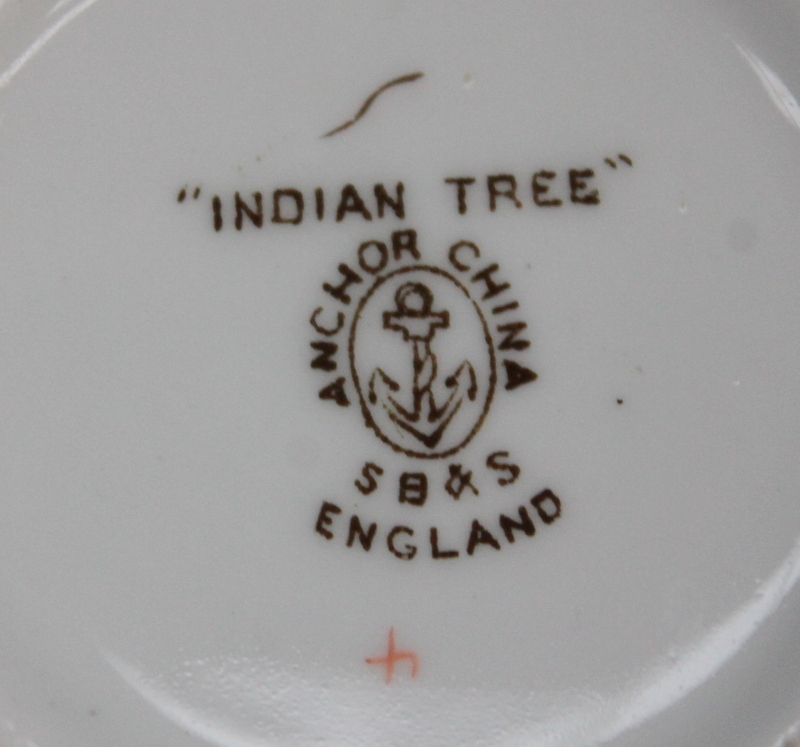 "INDIAN TREE"
ANCHOR CHINA
SB&S
ENGLAND